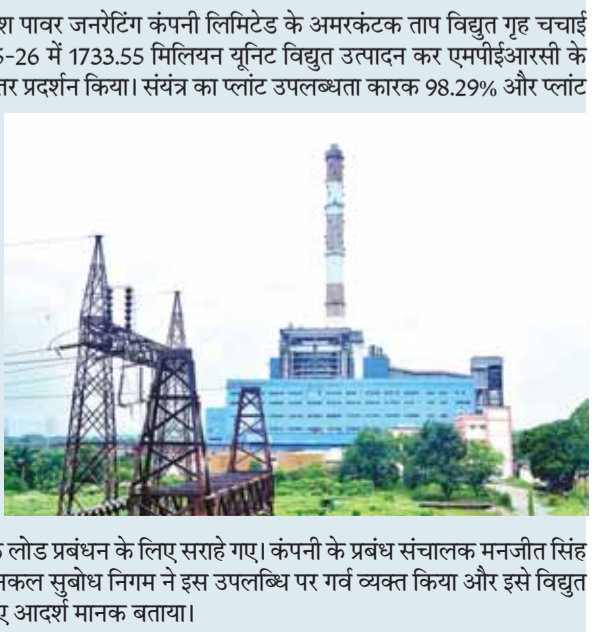 श पावर जनरेटिंग कंपनी लिमिटेड के अमरकंटक ताप विद्युत गृह चचाई
5-26 में 1733.55 मिलियन यूनिट विद्युत उत्पादन कर एमपीईआरसी के
तर प्रदर्शन किया। संयंत्र का प्लांट उपलब्धता कारक 98.29% और प्लांट
लोड प्रबंधन के लिए सराहे गए। कंपनी के प्रबंध संचालक मनजीत सिंह
सुबोध निगम ने इस उपलब्धि पर गर्व व्यक्त किया और इसे विद्युत
ए आदर्श मानक बताया।